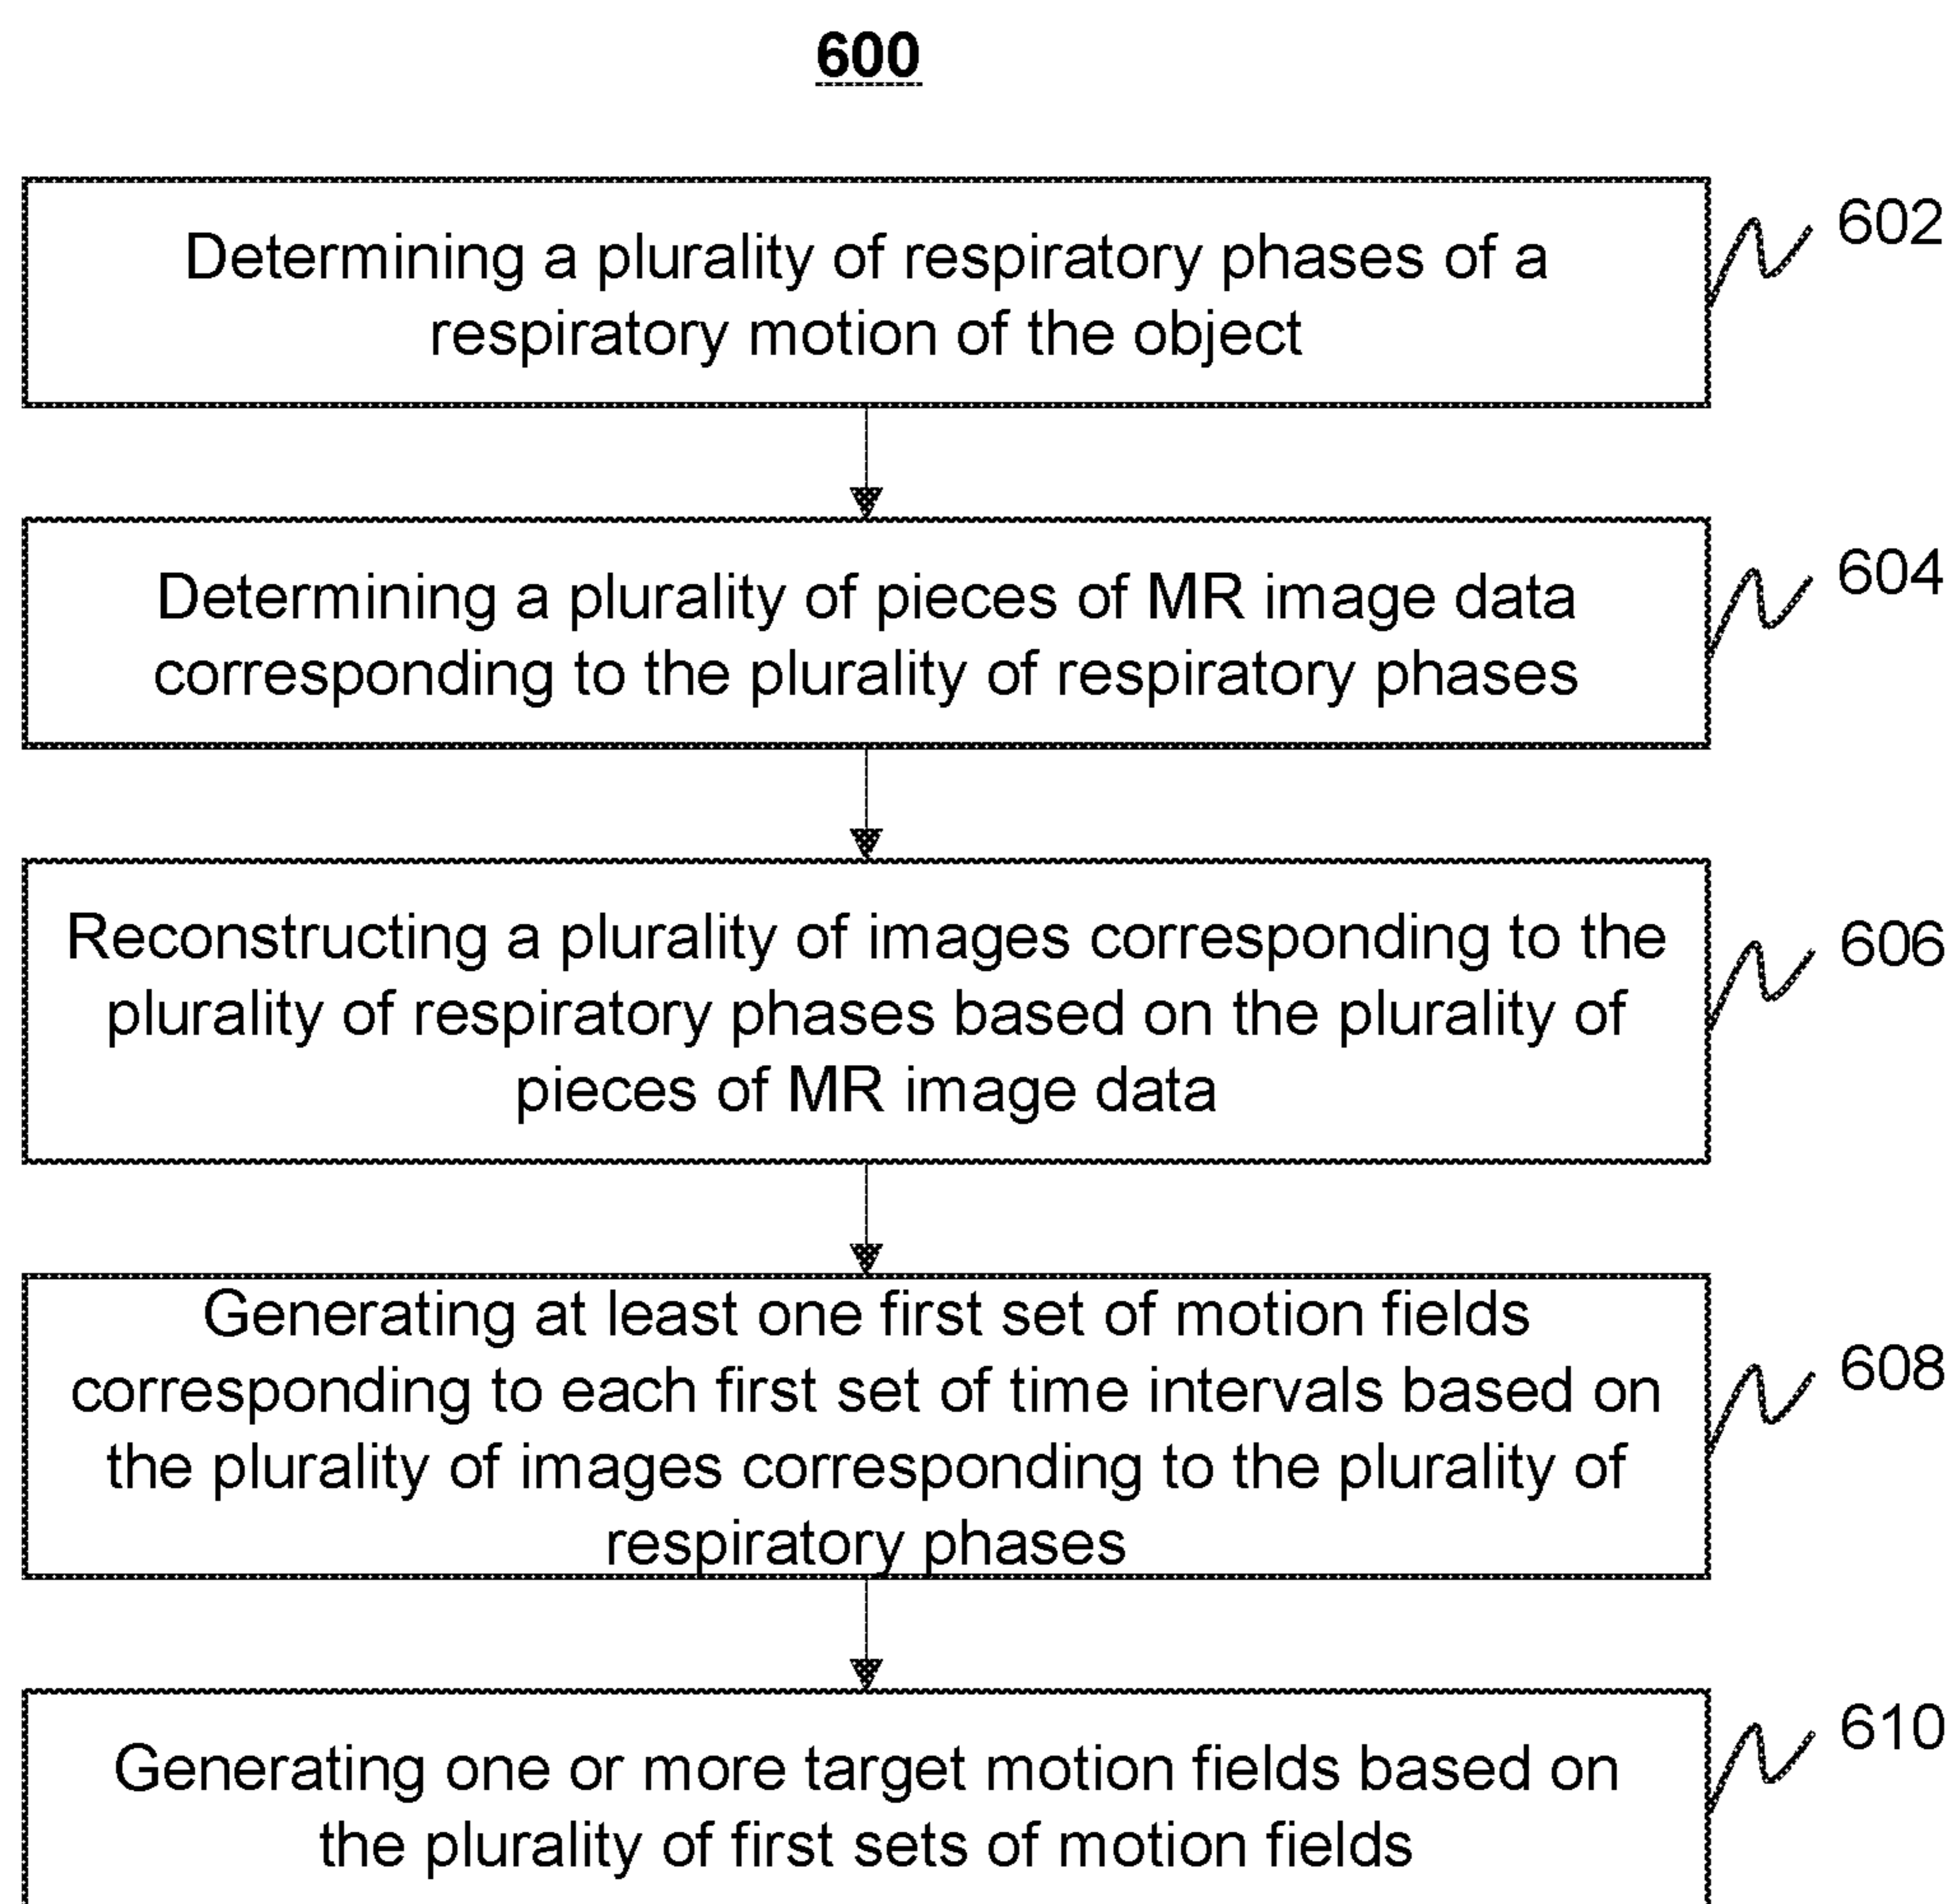 600
Determining a plurality of respiratory phases of a
respiratory motion of the object
602
Determining a plurality of pieces of MR image data
corresponding to the plurality of respiratory phases
604
Reconstructing a plurality of images corresponding to the
plurality of respiratory phases based on the plurality of
pieces of MR image data
606
Generating at least one first set of motion fields
corresponding to each first set of time intervals based on
the plurality of images corresponding to the plurality of
respiratory phases
608
Generating one or more target motion fields based on
the plurality of first sets of motion fields
610